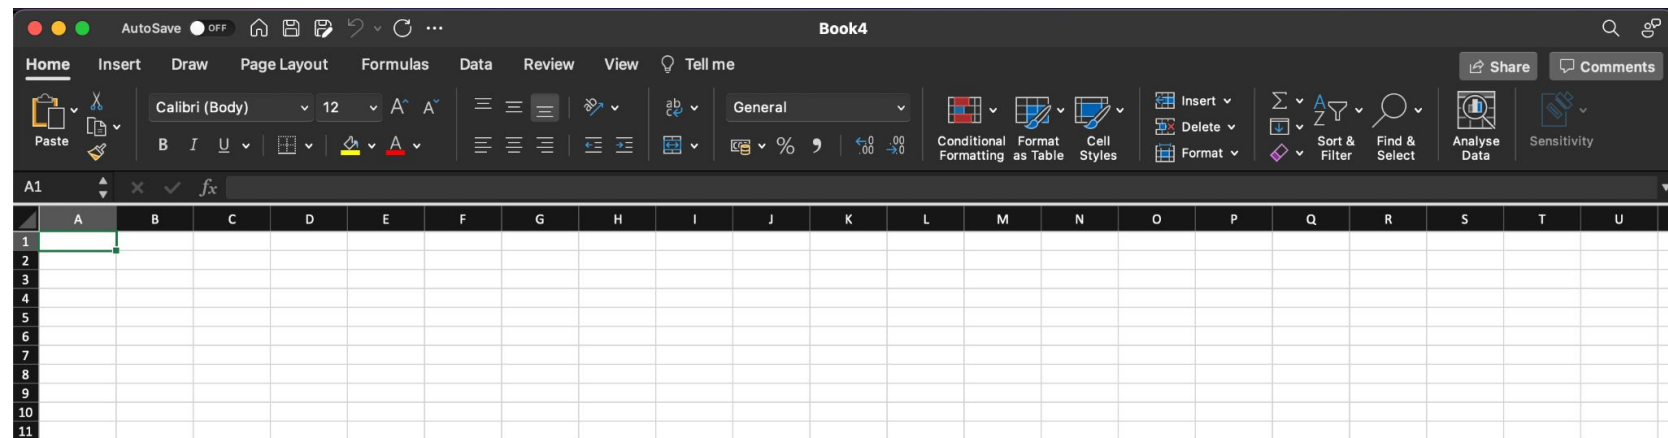 AutoSave OFF Book4
Home Insert Draw Page Layout Formulas Data Review View Tell me Share Comments
Calibri (Body) 12 A A ab General Insert
Paste B I U A % Conditional Formatting Format as Table Cell Styles Delete Sort & Filter Find & Select Analyse Data Sensitivity
Format
A1 fx
A B C D E F G H I J K L M N O P Q R S T U
1
2
3
4
5
6
7
8
9
10
11